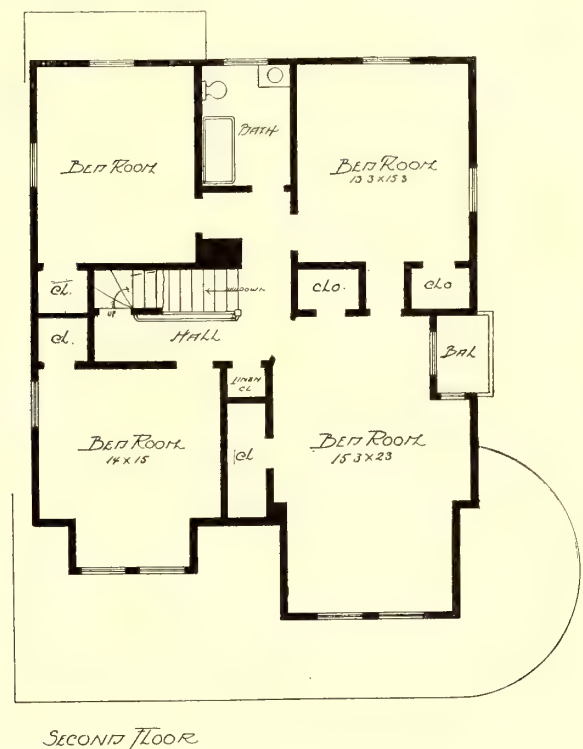 BATH
BED ROOM
BED ROOM
13 3 X 15 3
CL.
CLO.
CLO
DOWN
UP
HALL
CL.
BAL
LINEN
CL
BED ROOM
14 X 15
CL
BED ROOM
15 3 X 23
SECOND FLOOR